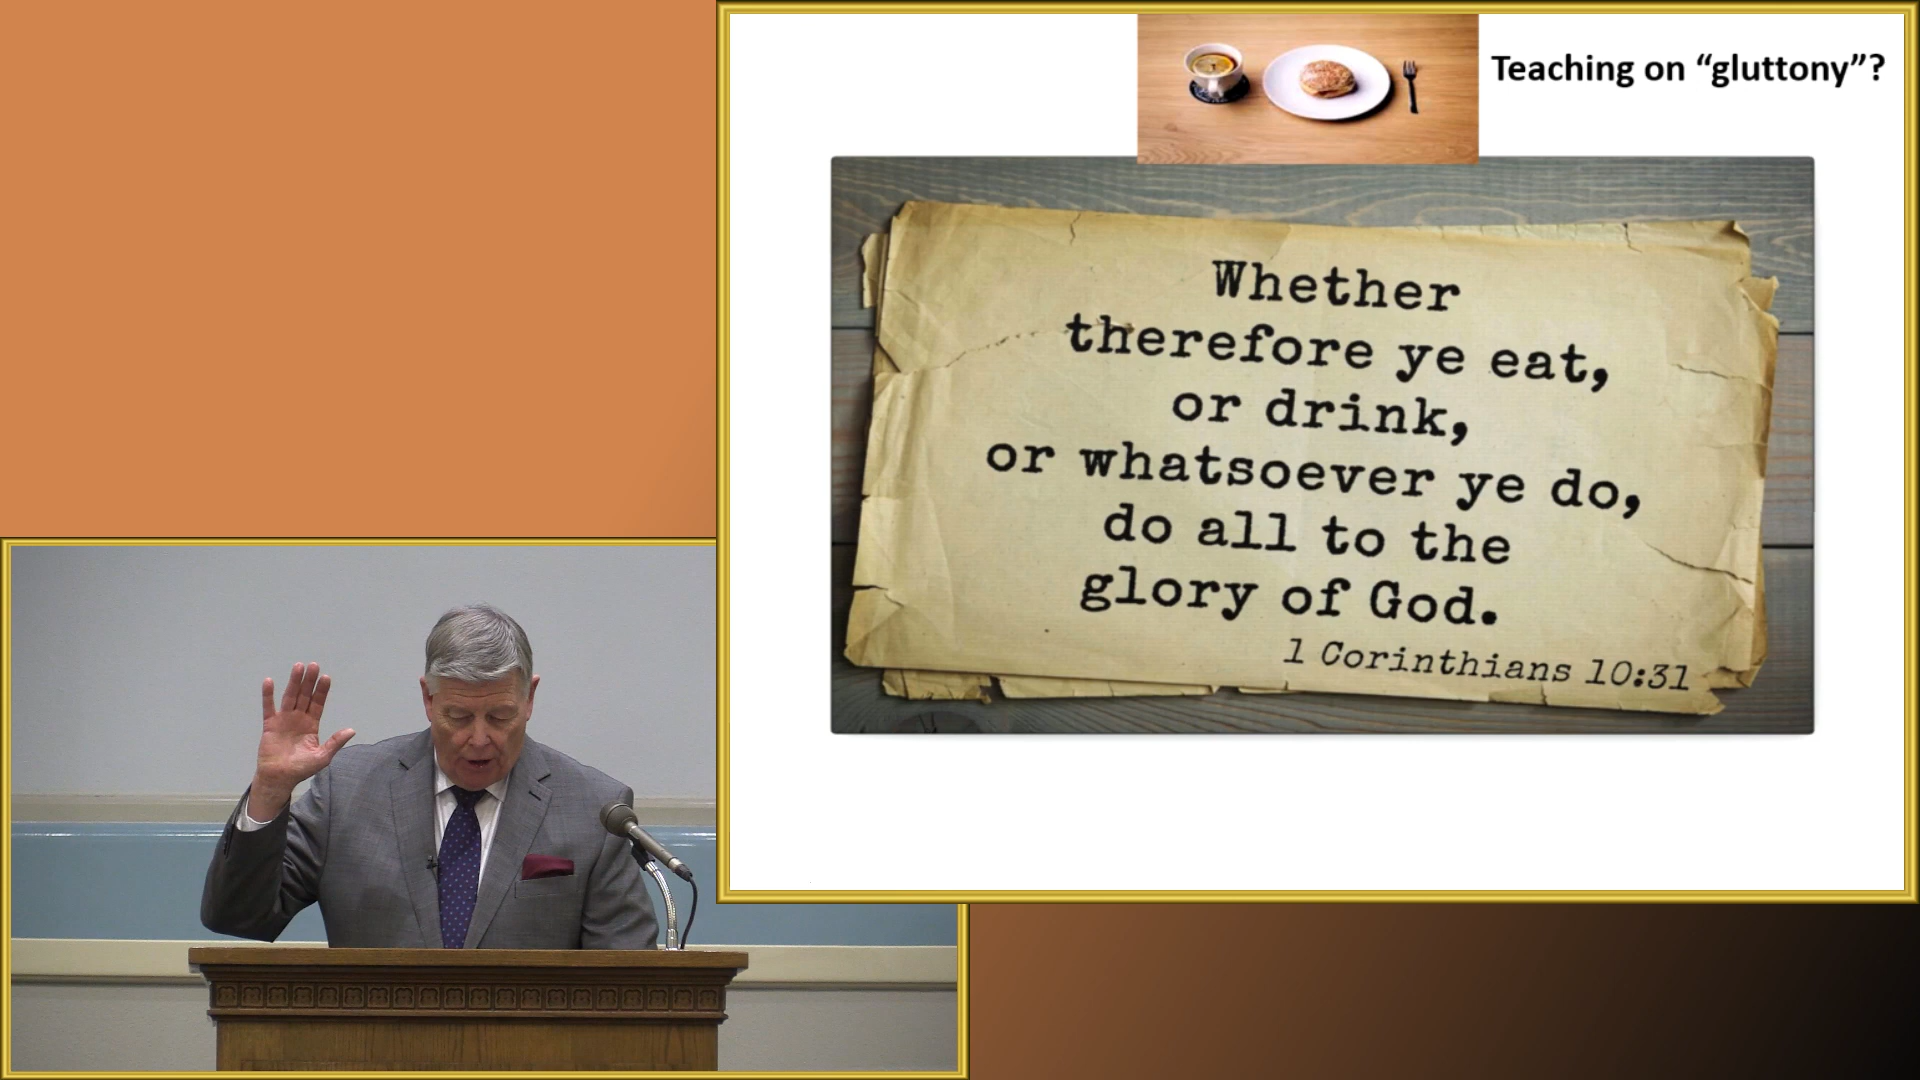 Teaching on “gluttony”?
Whether
therefore ye eat,
or drink,
or whatsoever ye do,
do all to the
glory of God.
1 Corinthians 10:31